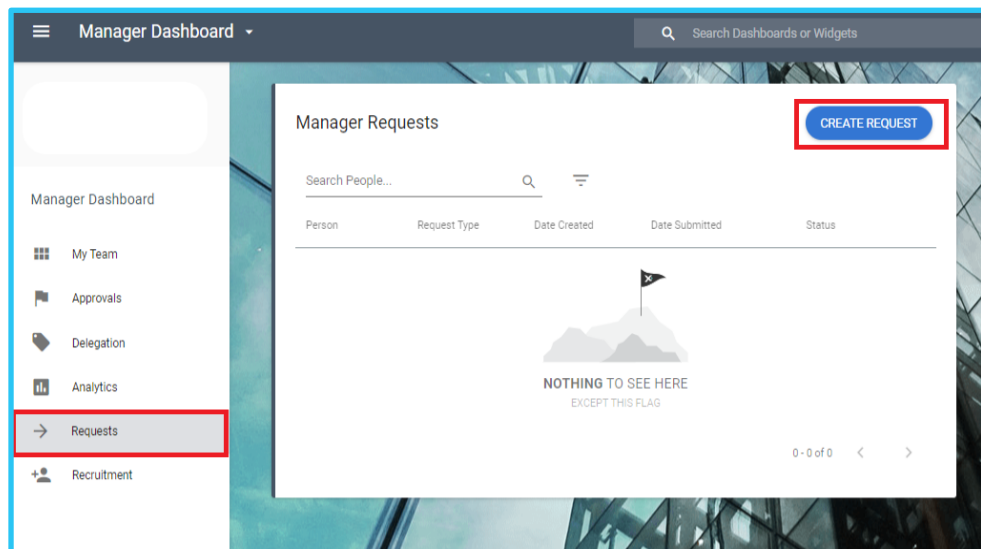 Manager Dashboard
Search Dashboards or Widgets
Manager Dashboard
My Team
Approvals
Delegation
Analytics
Requests
Recruitment
Manager Requests
CREATE REQUEST
Search People...
Person Request Type Date Created Date Submitted Status
NOTHING TO SEE HERE
EXCEPT THIS FLAG
0 - 0 of 0